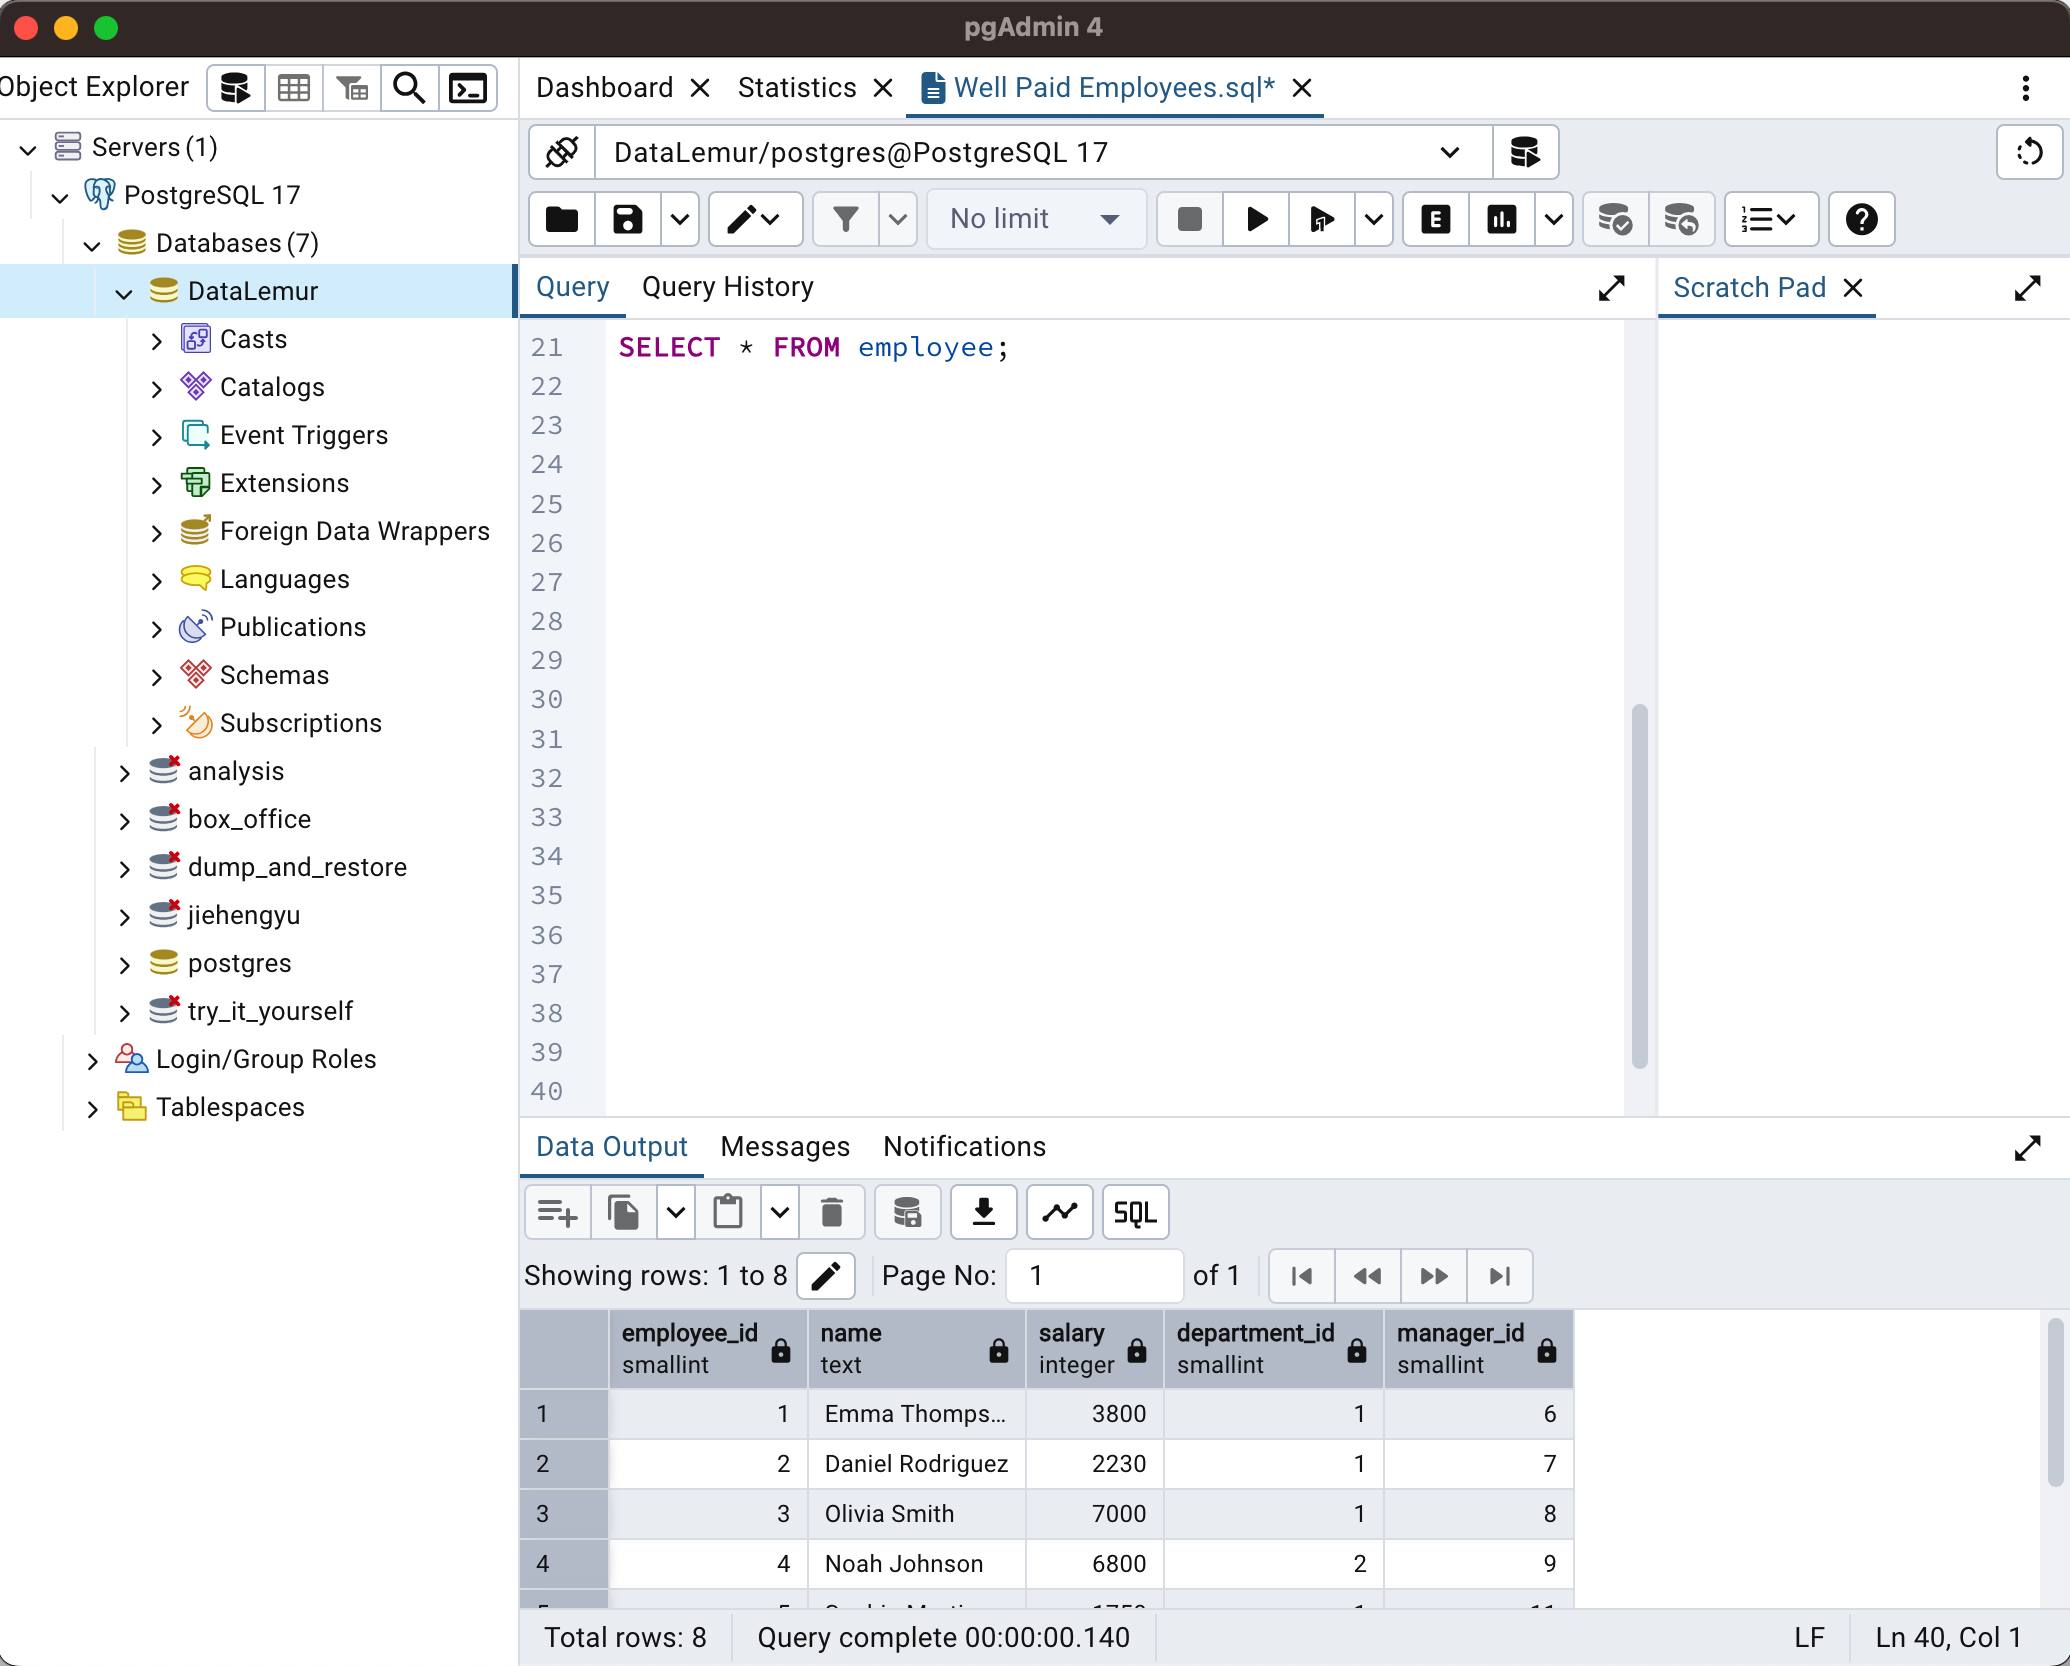 pgAdmin 4
Object Explorer
Servers (1)
PostgreSQL 17
Databases (7)
DataLemur
Casts
Catalogs
Event Triggers
Extensions
Foreign Data Wrappers
Languages
Publications
Schemas
Subscriptions
analysis
box_office
dump_and_restore
jiehengyu
postgres
try_it_yourself
Login/Group Roles
Tablespaces
Dashboard
Statistics
Well Paid Employees.sql*
DataLemur/postgres@PostgreSQL 17
No limit
E
Query
Query History
Scratch Pad
21 SELECT * FROM employee;
22
23
24
25
26
27
28
29
30
31
32
33
34
35
36
37
38
39
40
Data Output
Messages
Notifications
SQL
Showing rows: 1 to 8
Page No:
1
of 1
employee_id smallint
name text
salary integer
department_id smallint
manager_id smallint
1 1 Emma Thomps... 3800 1 6
2 2 Daniel Rodriguez 2230 1 7
3 3 Olivia Smith 7000 1 8
4 4 Noah Johnson 6800 2 9
Total rows: 8
Query complete 00:00:00.140
LF
Ln 40, Col 1